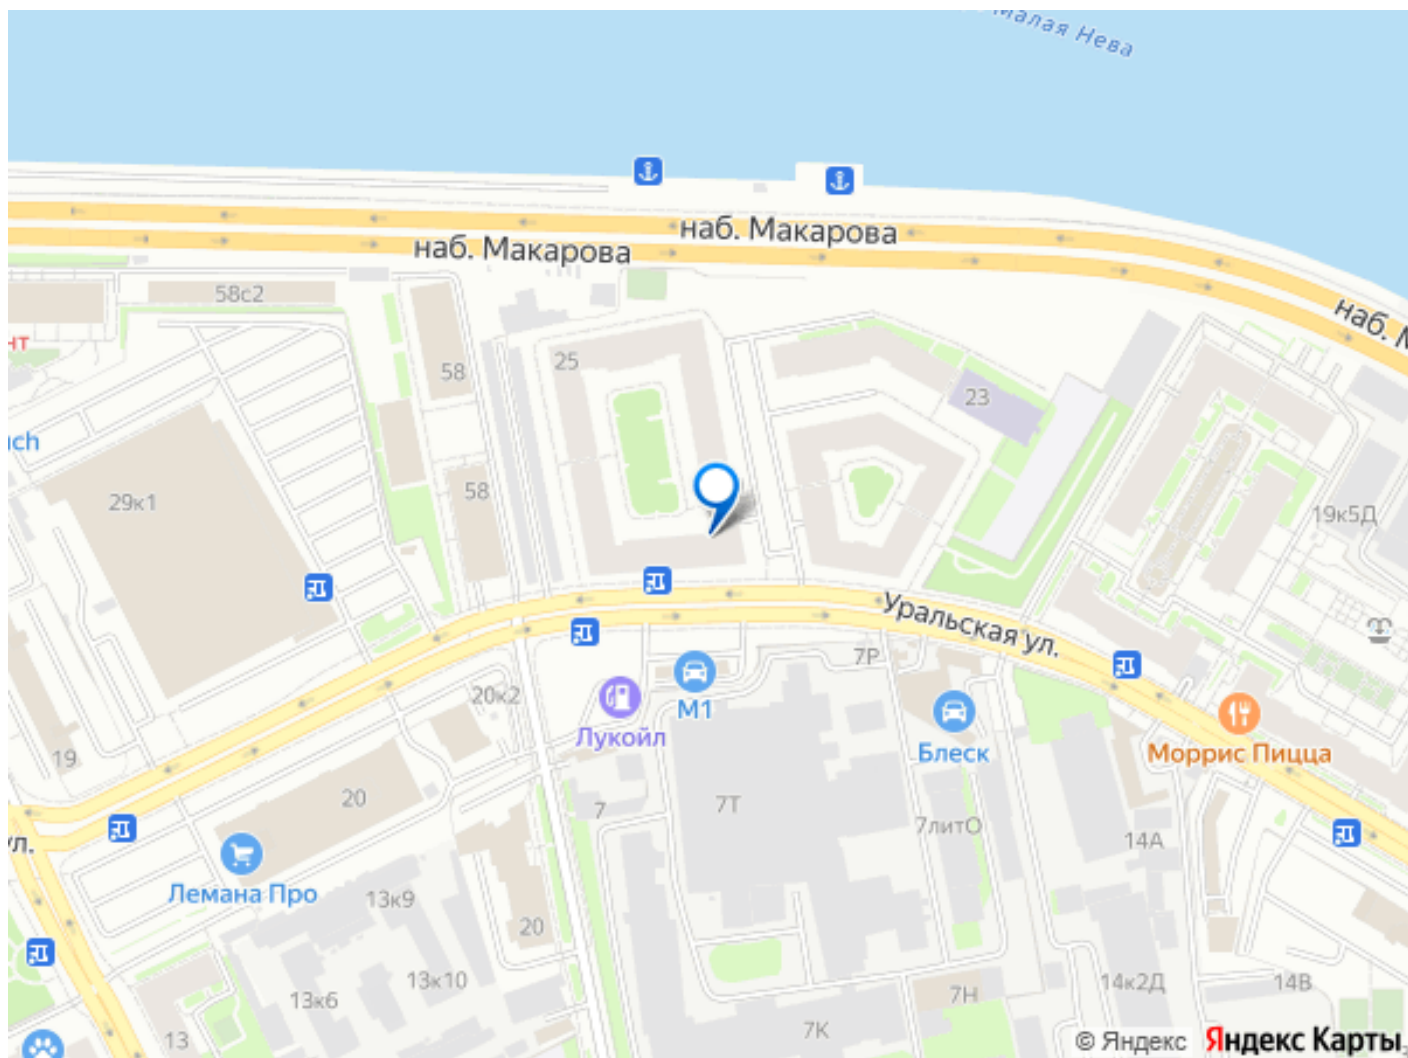 Малая Нева
наб. Макарова
наб. Макарова
58с2
наб. М
нт
25
58
23
ich
58
29к1
19к5Д
Уральская ул.
7Р
20к2
М1
Лукойл
Блеск
Моррис Пицца
19
20
7
7Т
7литО
14А
ул.
Лемана Про
13к9
20
13к10
14к2Д
14В
13к6
7Н
13
7К
© Яндекс
Яндекс Карты